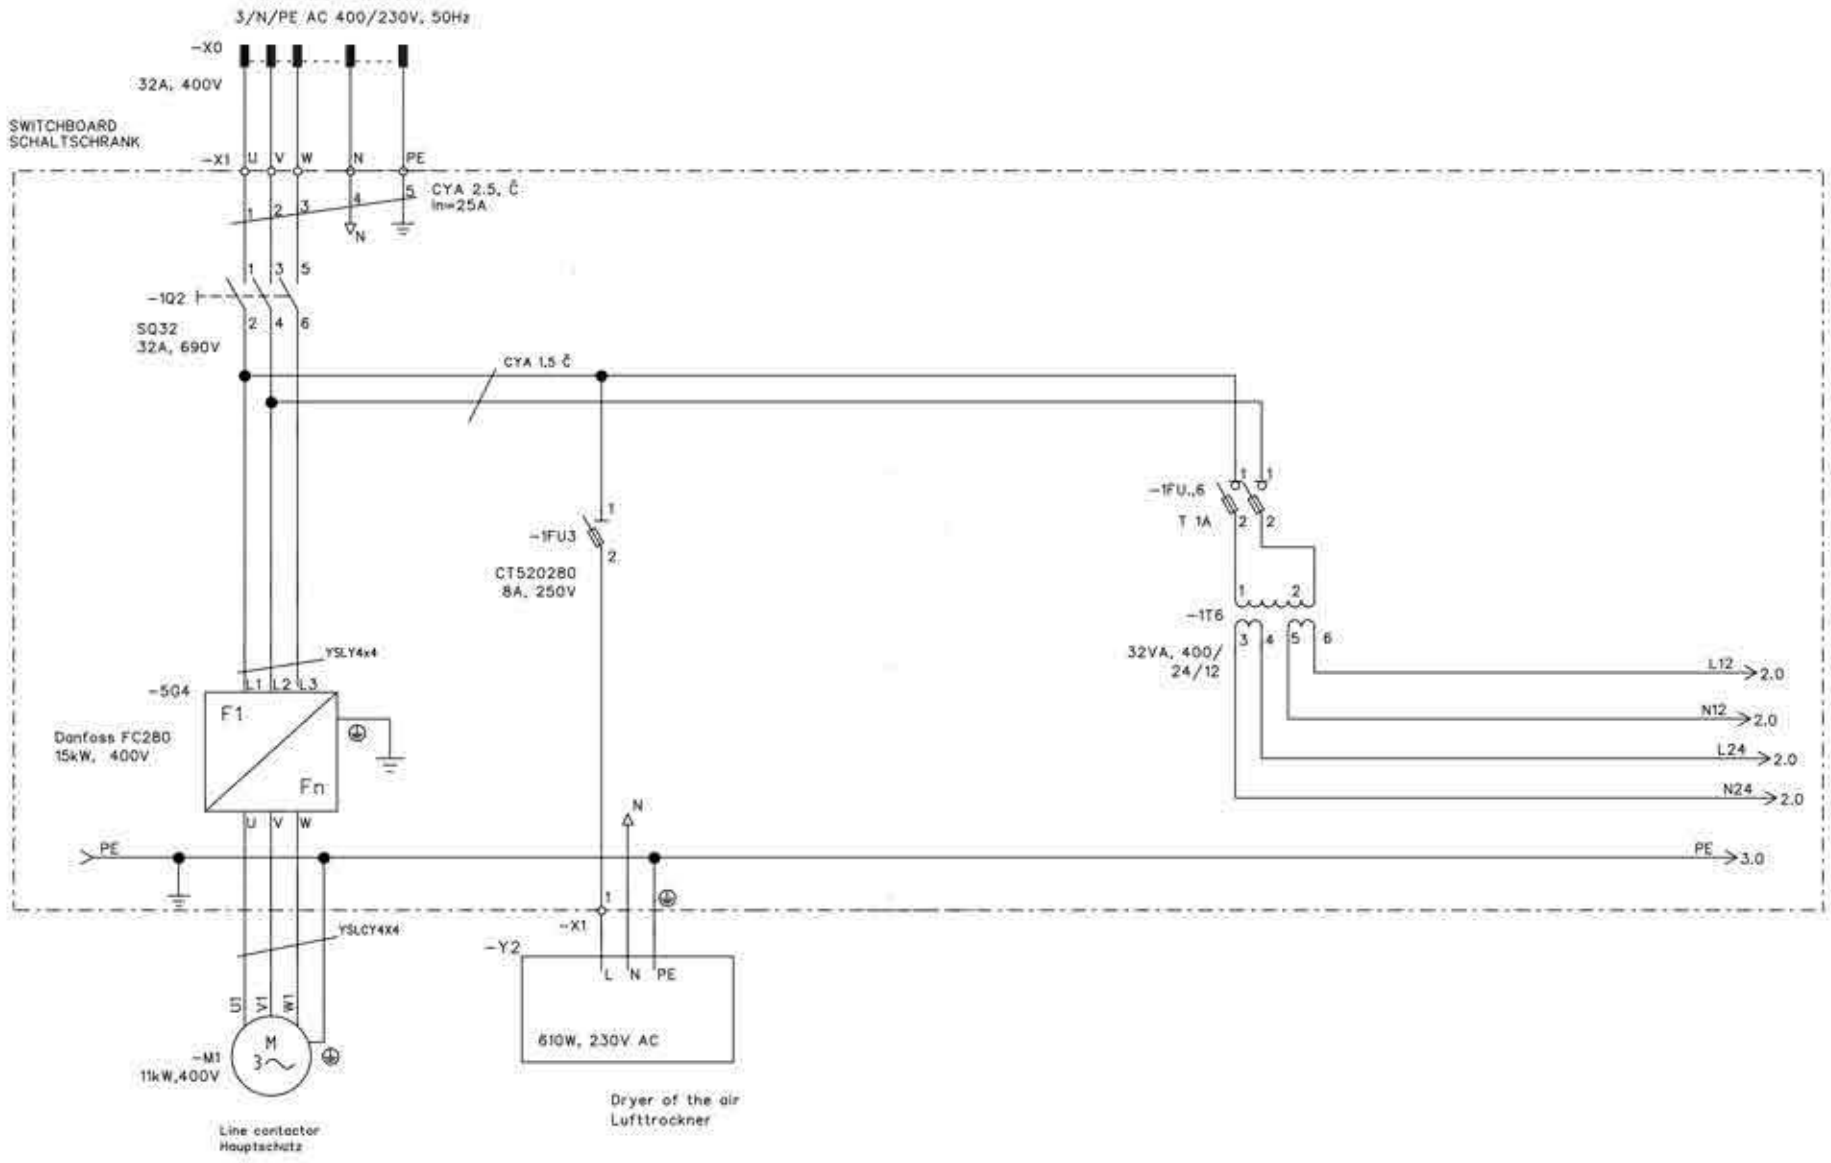 3/N/PE AC 400/230V, 50Hz
-X0
32A, 400V
SWITCHBOARD
SCHALTSCHRANK
-X1 U V W N PE
1 2 3 4 5
CYA 2.5, Č
In=25A
N
1 3 5
-1Q2
2 4 6
SQ32
32A, 690V
CYA 1.5 Č
1
-1FU3
2
CT520280
8A, 250V
1 1
-1FU.,6
T 1A
2 2
1 2
-1T6
3 4 5 6
32VA, 400/
24/12
L12 2.0
N12 2.0
L24 2.0
N24 2.0
YSLY4x4
L1 L2 L3
F1
Danfoss FC280
15kW, 400V
Fn
U V W
N
PE
PE 3.0
1
-X1
YSLCY4X4
-Y2
L N PE
610W, 230V AC
U1 V1 W1
M
3~
-M1
11kW,400V
Dryer of the air
Lufttrockner
Line contactor
Hauptschutz